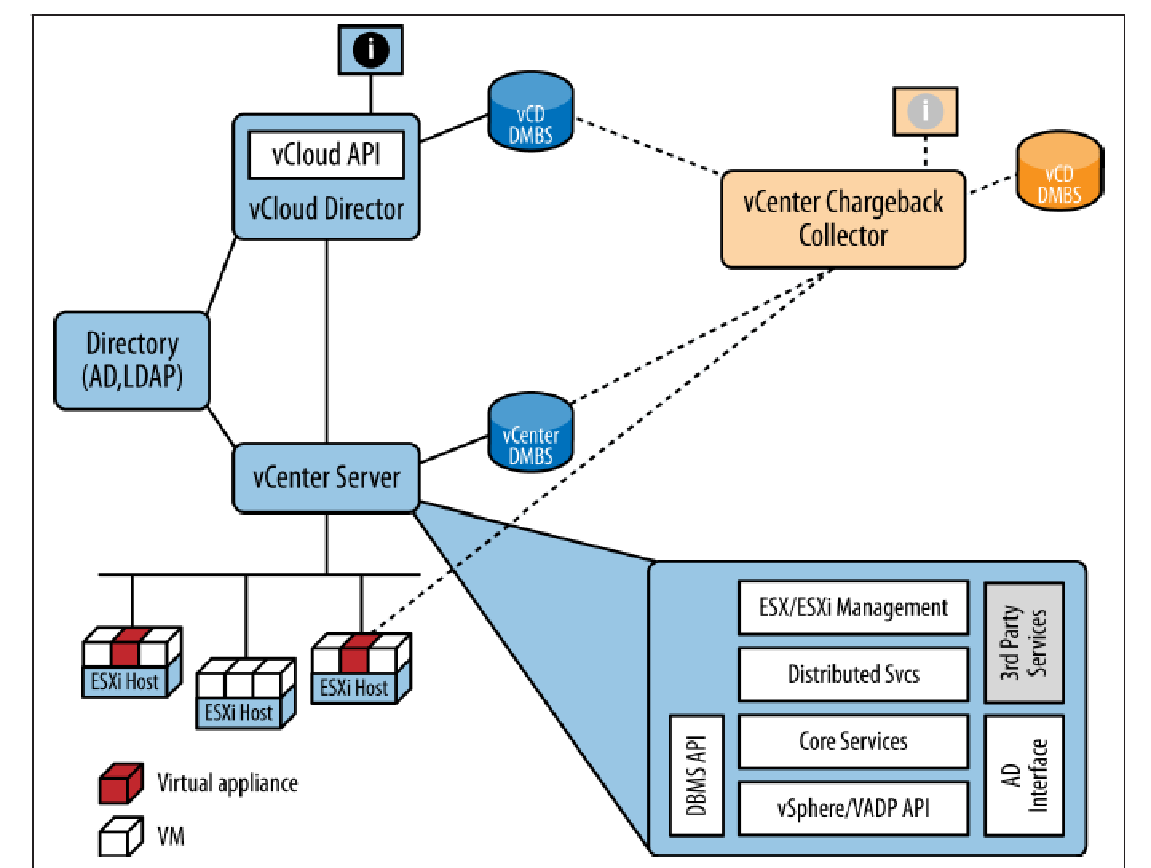 i
vCD
DMBS
i
vCD
DMBS
vCloud API
vCloud Director
vCenter Chargeback
Collector
Directory
(AD,LDAP)
vCenter
DMBS
vCenter Server
ESXi Host
ESXi Host
ESXi Host
ESX/ESXi Management
Distributed Svcs
Core Services
vSphere/VADP API
3rd Party
Services
DBMS API
AD
Interface
Virtual appliance
VM